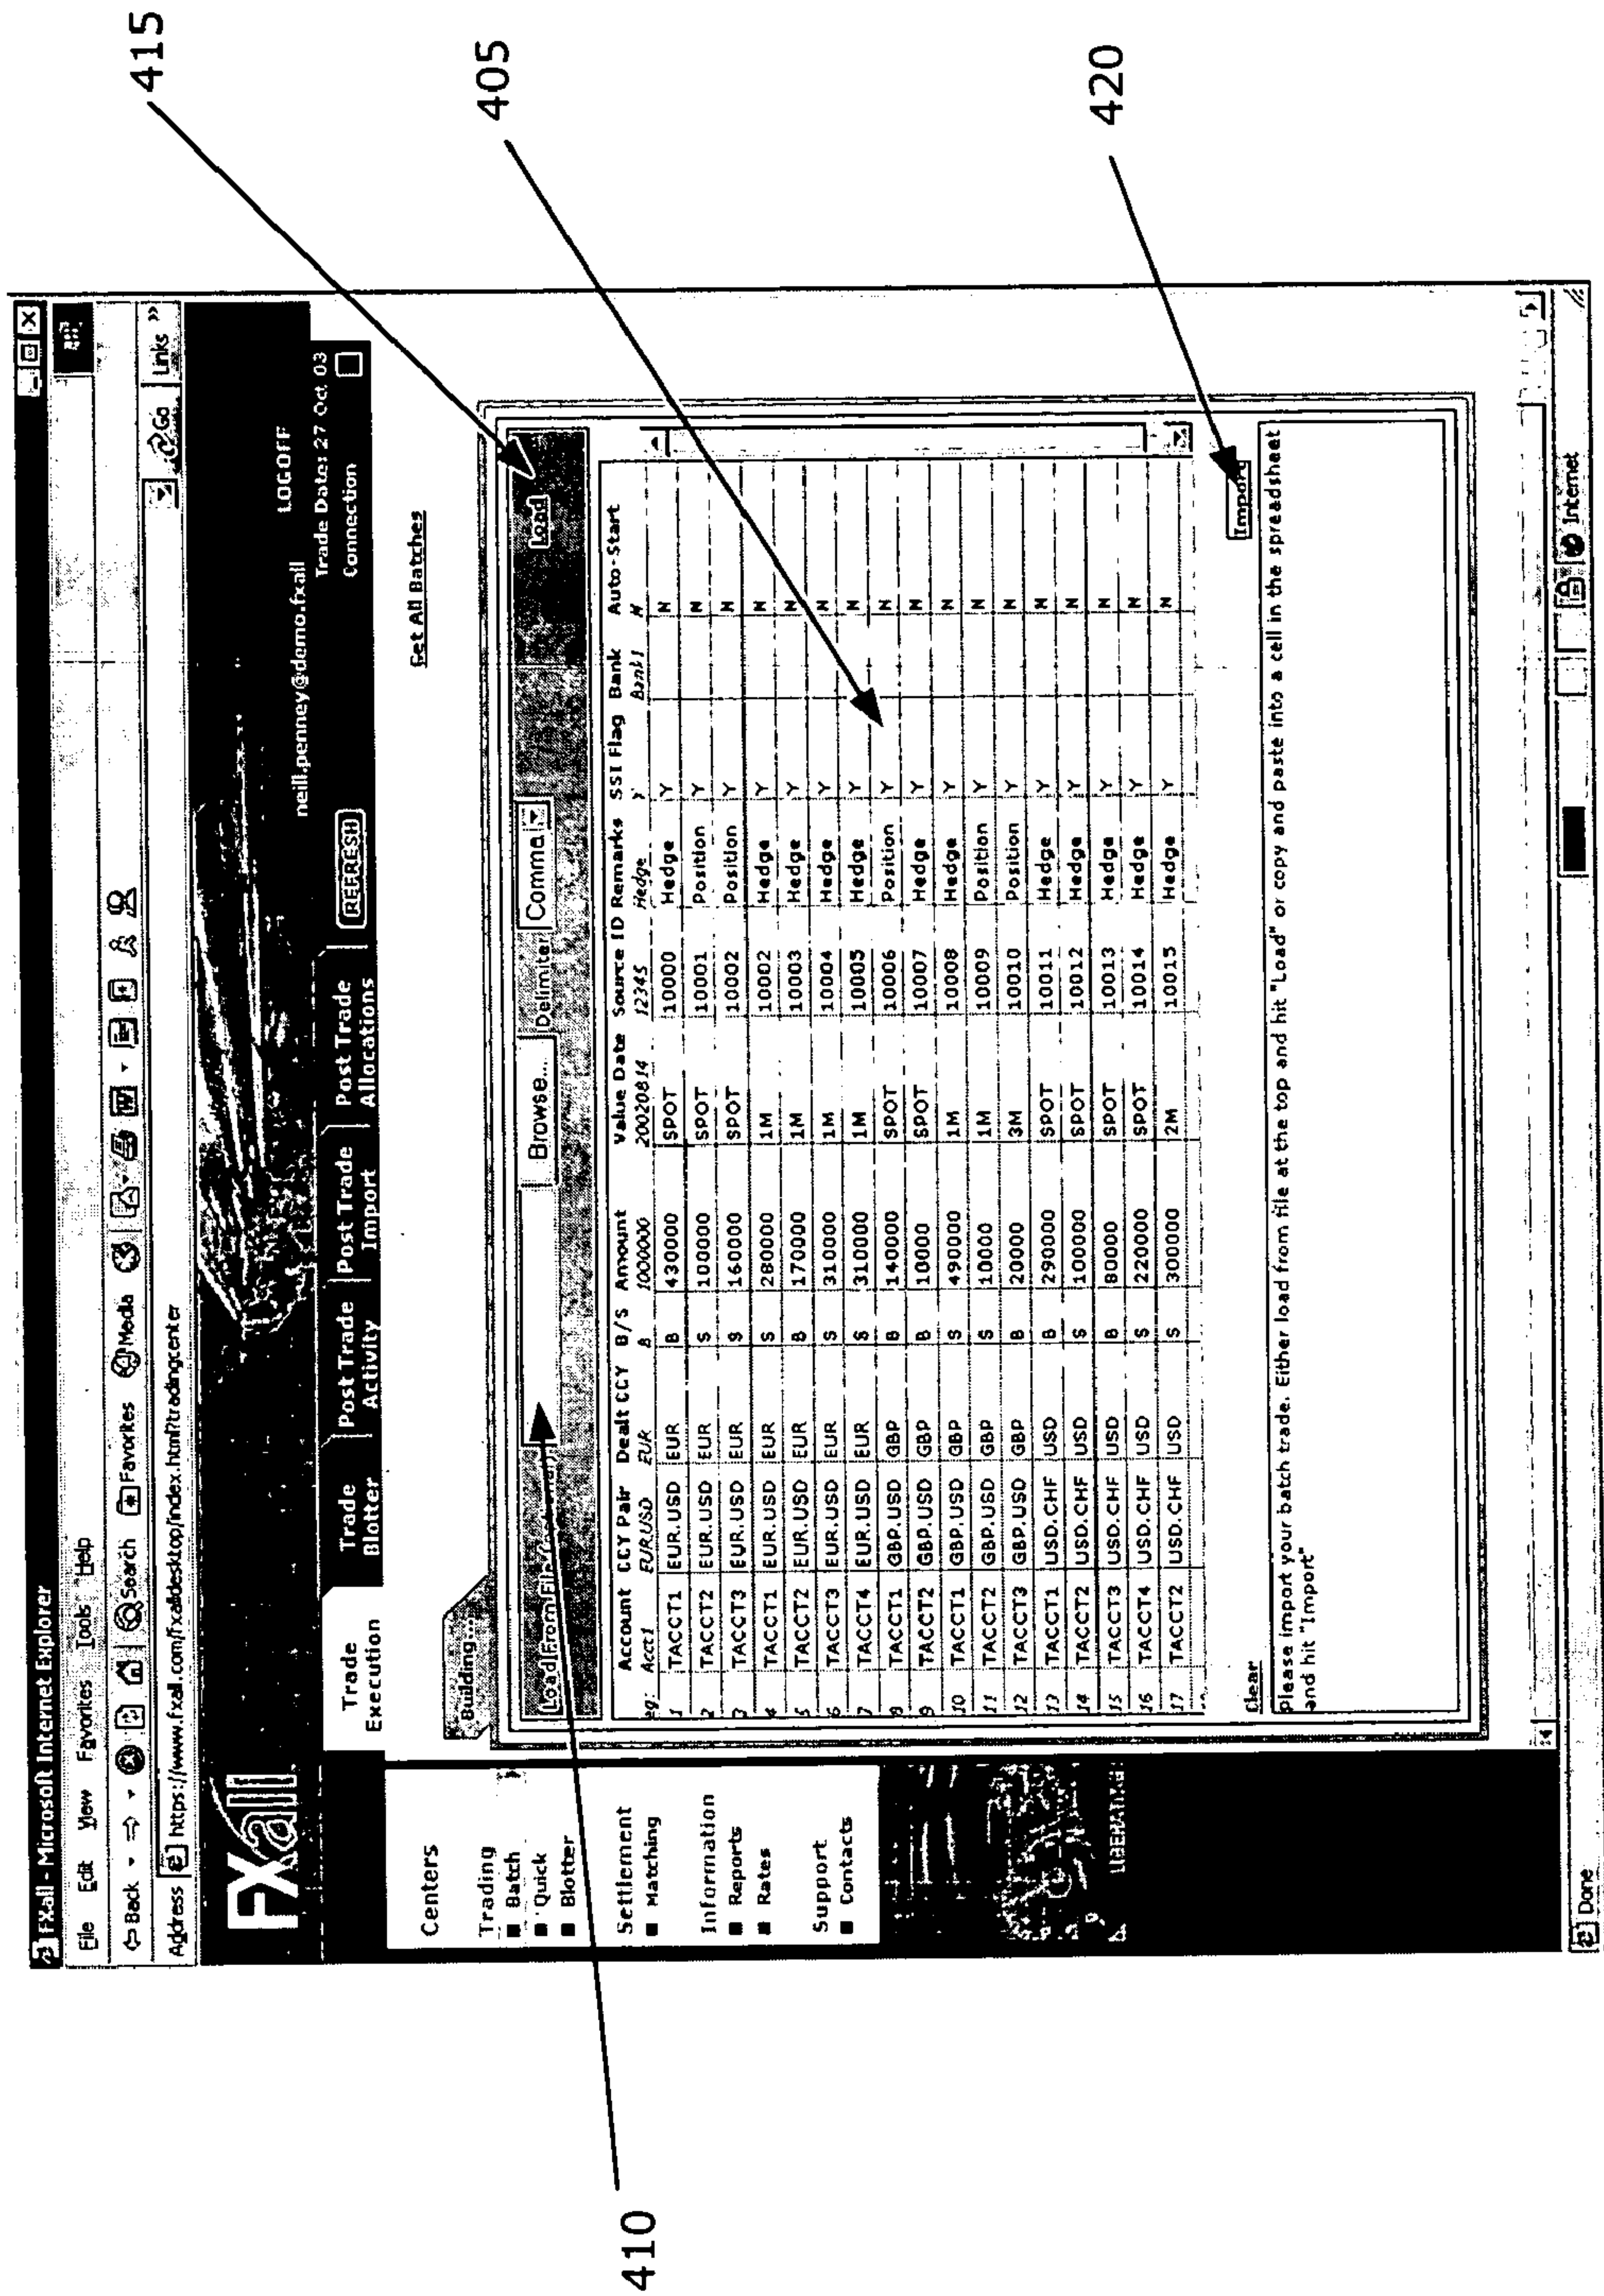 FXall - Microsoft Internet Explorer
File Edit View Favorites Tools Help
Back Search Favorites Media
Address https://www.fxall.com/fxalldesktop/index.html?tradingcenter Go Links »
FXall
neill.penney@demo.fxall LOGOFF
Trade Execution
Trade Blotter
Post Trade Activity
Post Trade Import
Post Trade Allocations
REFRESH
Trade Date: 27 Oct 03
Connection
Centers
Trading
Batch
Quick
Blotter
Settlement
Matching
Information
Reports
Rates
Support
Contacts
Get All Batches
Building...
Load From File Browse... Delimiter Comma Load
Account CCY Pair Dealt CCY B/S Amount Value Date Source ID Remarks SSI Flag Bank Auto-Start
eg: Acct1 EUR.USD EUR B 1000000 20020814 12345 Hedge Y Bank1 N
1 TACCT1 EUR.USD EUR B 430000 SPOT 10000 Hedge Y N
2 TACCT2 EUR.USD EUR S 100000 SPOT 10001 Position Y N
3 TACCT3 EUR.USD EUR S 160000 SPOT 10002 Position Y N
4 TACCT1 EUR.USD EUR S 280000 1M 10002 Hedge Y N
5 TACCT2 EUR.USD EUR B 170000 1M 10003 Hedge Y N
6 TACCT3 EUR.USD EUR S 310000 1M 10004 Hedge Y N
7 TACCT4 EUR.USD EUR S 310000 1M 10005 Hedge Y N
8 TACCT1 GBP.USD GBP B 140000 SPOT 10006 Position Y N
9 TACCT2 GBP.USD GBP B 10000 SPOT 10007 Hedge Y N
10 TACCT1 GBP.USD GBP S 490000 1M 10008 Hedge Y N
11 TACCT2 GBP.USD GBP S 10000 1M 10009 Position Y N
12 TACCT3 GBP.USD GBP B 20000 3M 10010 Position Y N
13 TACCT1 USD.CHF USD B 290000 SPOT 10011 Hedge Y N
14 TACCT2 USD.CHF USD S 100000 SPOT 10012 Hedge Y N
15 TACCT3 USD.CHF USD B 80000 SPOT 10013 Hedge Y N
16 TACCT4 USD.CHF USD S 220000 SPOT 10014 Hedge Y N
17 TACCT2 USD.CHF USD S 300000 2M 10015 Hedge Y N
Clear Import
Please import your batch trade. Either load from file at the top and hit "Load" or copy and paste into a cell in the spreadsheet
and hit "Import"
Done Internet
410
415
405
420